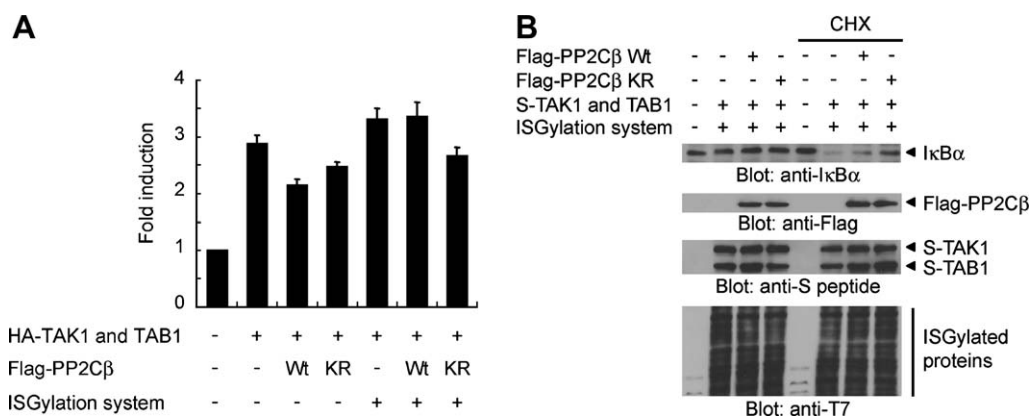 A
Fold induction
4
3
2
1
0
HA-TAK1 and TAB1 - + + + + + +
Flag-PP2Cβ - - Wt KR - Wt KR
ISGylation system - - - - + + +
B
CHX
Flag-PP2Cβ Wt - - + - - - + -
Flag-PP2Cβ KR - - - + - - - +
S-TAK1 and TAB1 - + + + - + + +
ISGylation system - + + + - + + +
IκBα
Blot: anti-IκBα
Flag-PP2Cβ
Blot: anti-Flag
S-TAK1
S-TAB1
Blot: anti-S peptide
ISGylated
proteins
Blot: anti-T7